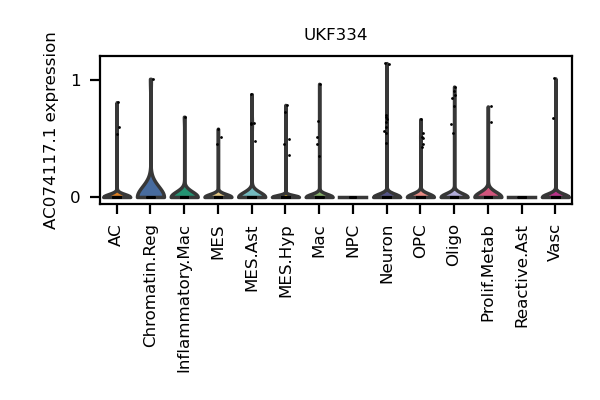 UKF334
AC074117.1 expression
1
0
AC
Chromatin.Reg
Inflammatory.Mac
MES
MES.Ast
MES.Hyp
Mac
NPC
Neuron
OPC
Oligo
Prolif.Metab
Reactive.Ast
Vasc